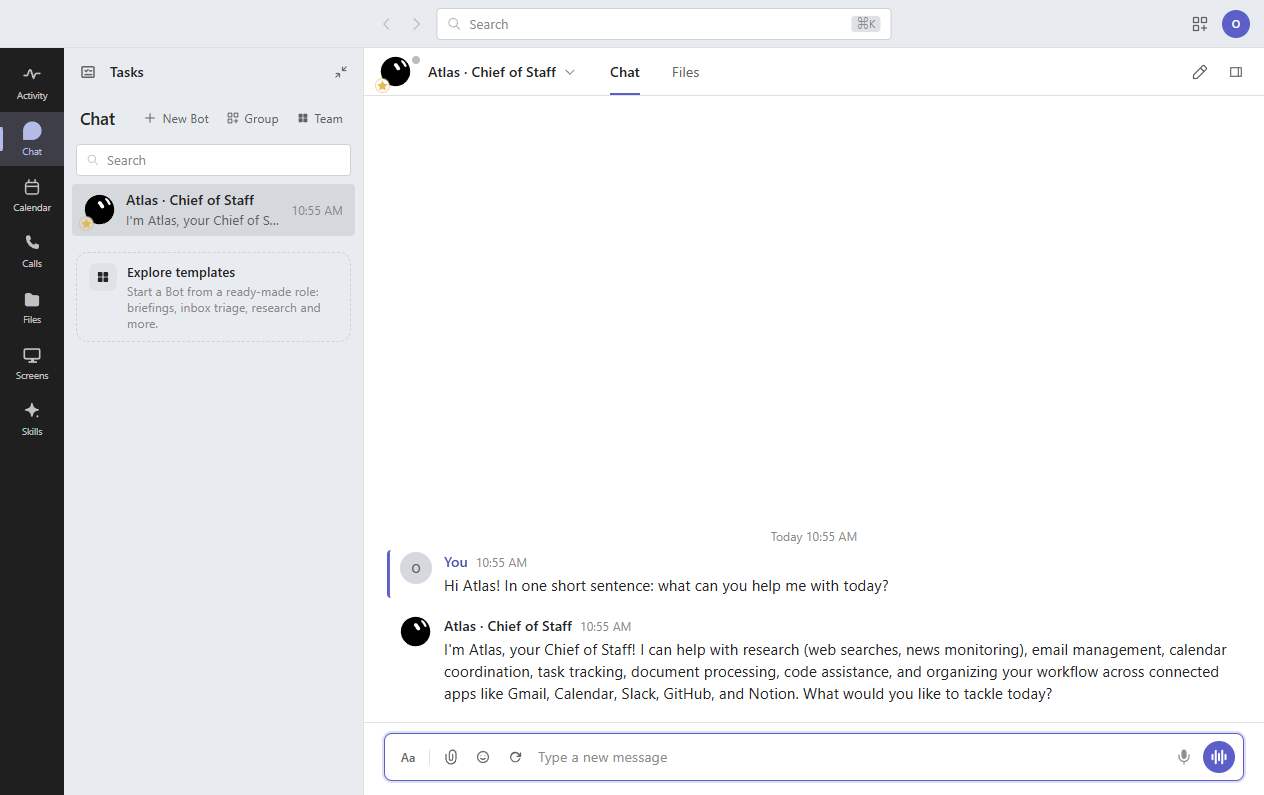 Search
⌘K
O
Activity
Chat
Calendar
Calls
Files
Screens
Skills
Tasks
Chat
New Bot
Group
Team
Search
Atlas · Chief of Staff
10:55 AM
I'm Atlas, your Chief of S...
Explore templates
Start a Bot from a ready-made role:
briefings, inbox triage, research and
more.
Atlas · Chief of Staff
Chat
Files
Today 10:55 AM
O
You 10:55 AM
Hi Atlas! In one short sentence: what can you help me with today?
Atlas · Chief of Staff 10:55 AM
I'm Atlas, your Chief of Staff! I can help with research (web searches, news monitoring), email management, calendar
coordination, task tracking, document processing, code assistance, and organizing your workflow across connected
apps like Gmail, Calendar, Slack, GitHub, and Notion. What would you like to tackle today?
Aa
Type a new message